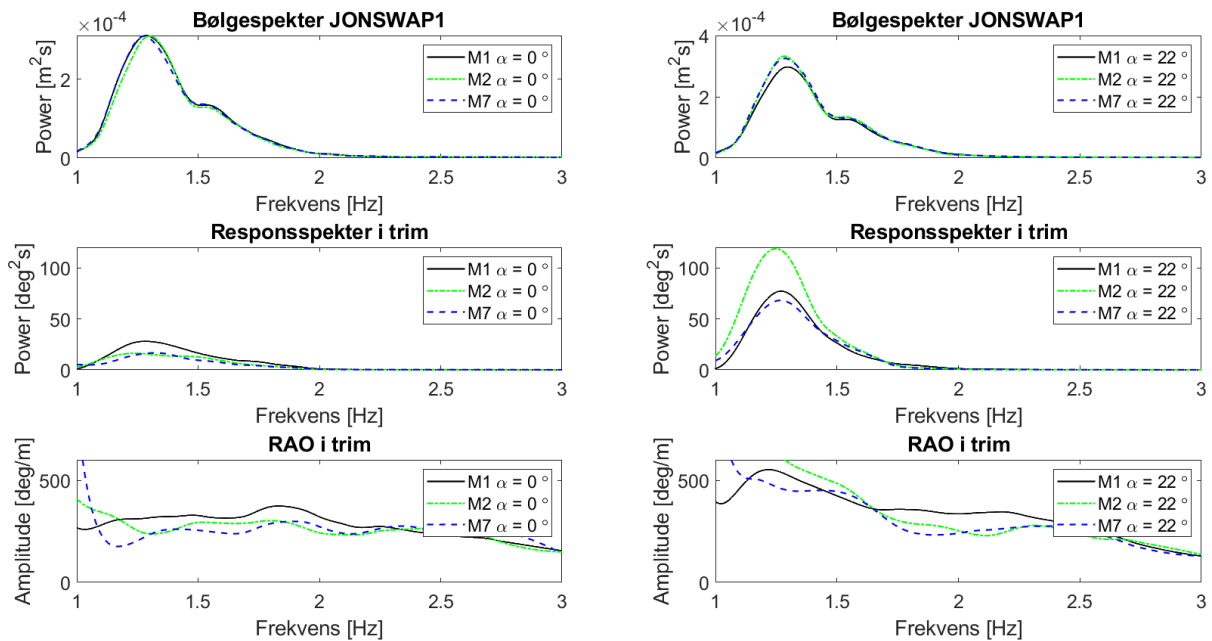 Bølgespekter JONSWAP1
×10⁻⁴
Power [m²s]
2
0
M1 α = 0 °
M2 α = 0 °
M7 α = 0 °
1 1.5 2 2.5 3
Frekvens [Hz]
Bølgespekter JONSWAP1
×10⁻⁴
Power [m²s]
4
2
0
M1 α = 22 °
M2 α = 22 °
M7 α = 22 °
1 1.5 2 2.5 3
Frekvens [Hz]
Responsspekter i trim
Power [deg²s]
100
50
0
M1 α = 0 °
M2 α = 0 °
M7 α = 0 °
1 1.5 2 2.5 3
Frekvens [Hz]
Responsspekter i trim
Power [deg²s]
100
50
0
M1 α = 22 °
M2 α = 22 °
M7 α = 22 °
1 1.5 2 2.5 3
Frekvens [Hz]
RAO i trim
Amplitude [deg/m]
500
0
M1 α = 0 °
M2 α = 0 °
M7 α = 0 °
1 1.5 2 2.5 3
Frekvens [Hz]
RAO i trim
Amplitude [deg/m]
500
0
M1 α = 22 °
M2 α = 22 °
M7 α = 22 °
1 1.5 2 2.5 3
Frekvens [Hz]